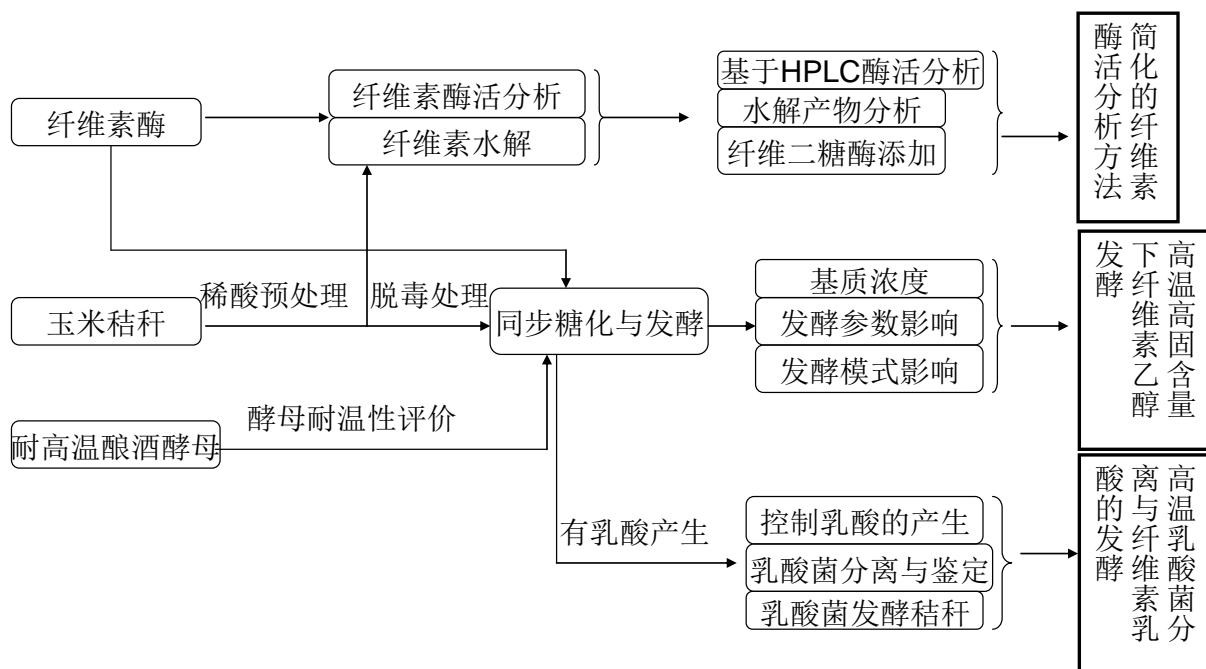 纤维素酶
纤维素酶活分析
纤维素水解
基于HPLC酶活分析
水解产物分析
纤维二糖酶添加
简化的纤维素
酶活分析方法
玉米秸秆
稀酸预处理
脱毒处理
同步糖化与发酵
基质浓度
发酵参数影响
发酵模式影响
高温高固含量
下纤维素乙醇
发酵
耐高温酿酒酵母
酵母耐温性评价
有乳酸产生
控制乳酸的产生
乳酸菌分离与鉴定
乳酸菌发酵秸秆
高温乳酸菌分
离与纤维素乳
酸的发酵